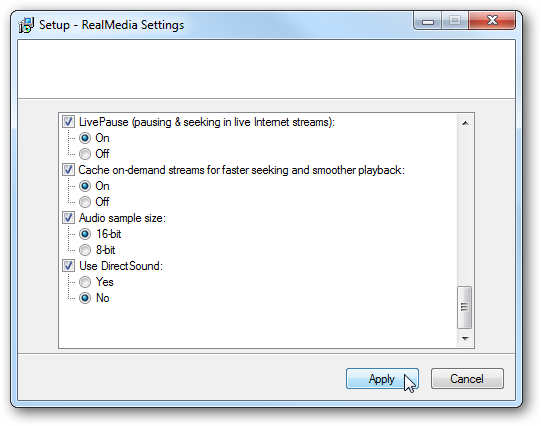 Setup - RealMedia Settings
LivePause (pausing & seeking in live Internet streams):
On
Off
Cache on-demand streams for faster seeking and smoother playback:
On
Off
Audio sample size:
16-bit
8-bit
Use DirectSound:
Yes
No
Apply
Cancel